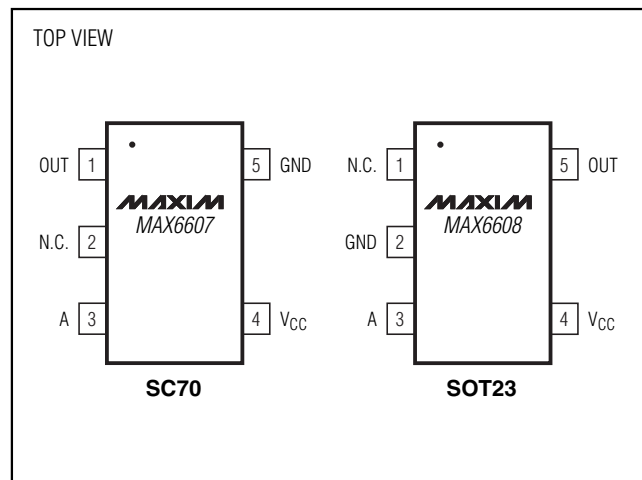 TOP VIEW
OUT 1
5 GND
MAXIM
MAX6607
N.C. 2
A 3
4 VCC
SC70
N.C. 1
5 OUT
MAXIM
MAX6608
GND 2
A 3
4 VCC
SOT23